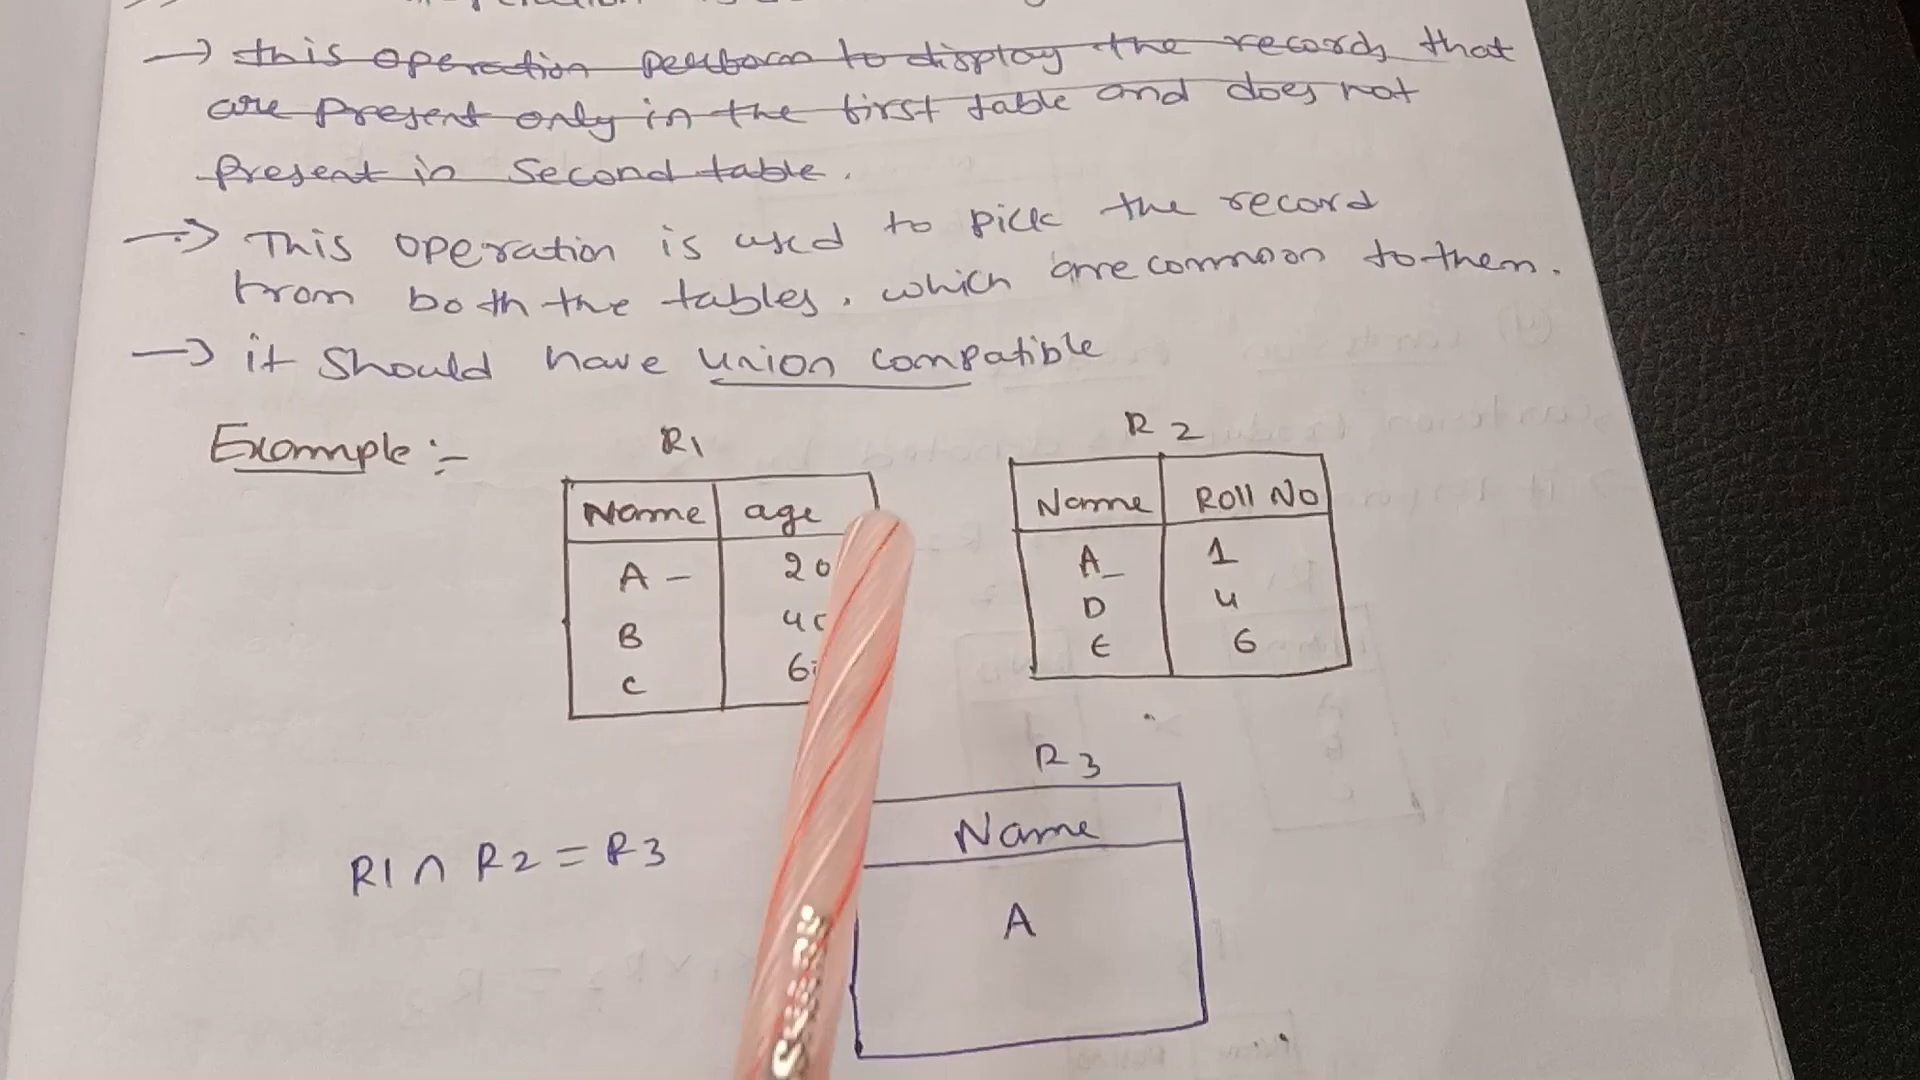 → this operation perform to display the records that
are present only in the first table and does not
present in Second table.
→ This operation is used to pick the record
from both the tables, which are common to them.
→ it Should have union compatible
Example :-
R1
Name age
A - 20
B
C
R2
Name Roll No
A_ 1
D 4
E 6
R1 ∩ R2 = R3
R3
Name
A